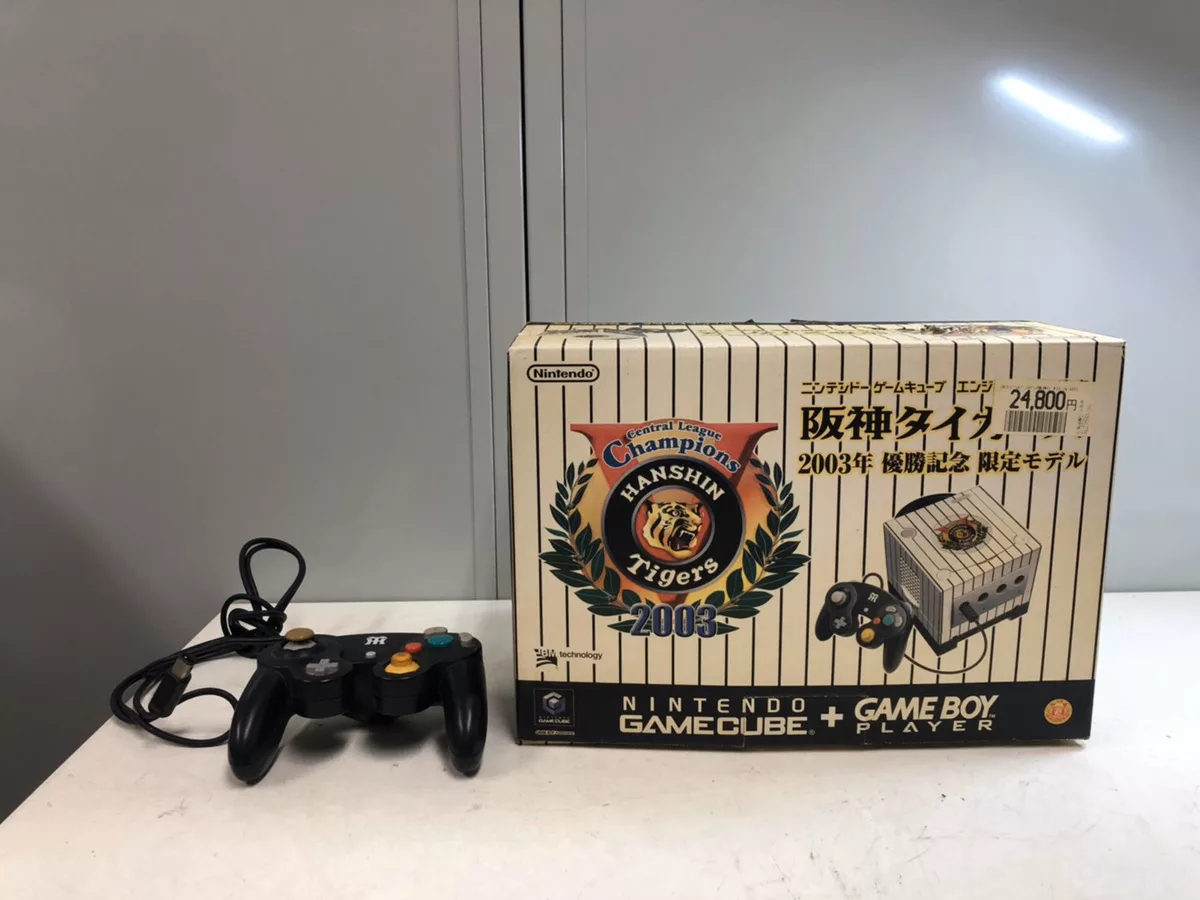 Nintendo
ニンテンドーゲームキューブ エンジ
24,800円
阪神タイガ
2003年 優勝記念 限定モデル
Central League
Champions
HANSHIN
Tigers
2003
IBM technology
NINTENDO
GAMECUBE + GAME BOY
PLAYER